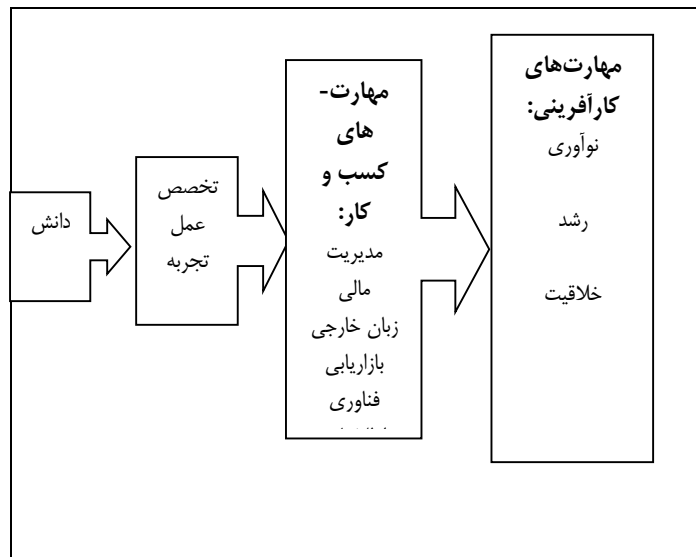 دانش
تخصص
عمل
تجربه
مهارت-
های
کسب و
کار:
مدیریت
مالی
زبان خارجی
بازاریابی
فناوری
مهارت‌های
کارآفرینی:
نوآوری
رشد
خلاقیت